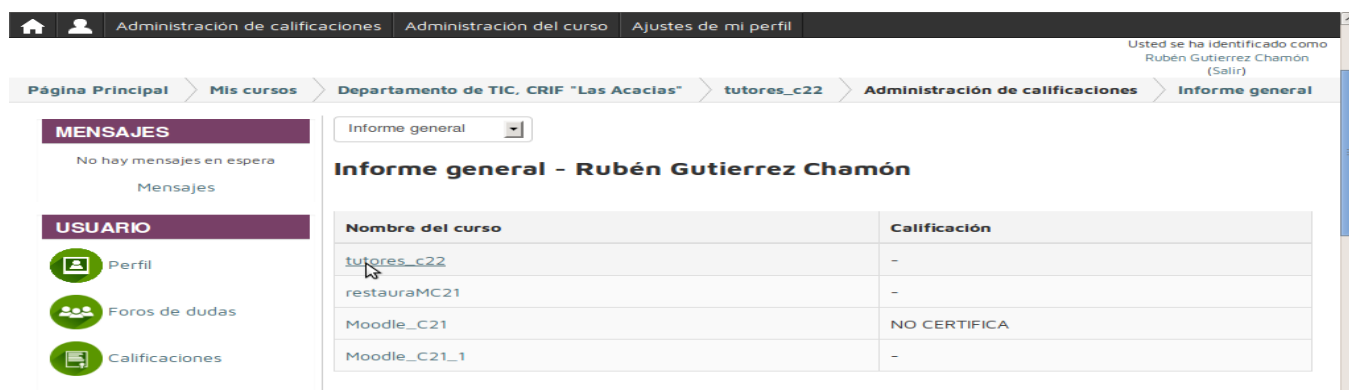 Administración de calificaciones Administración del curso Ajustes de mi perfil
Usted se ha identificado como
Rubén Gutierrez Chamón
(Salir)
Página Principal Mis cursos Departamento de TIC, CRIF "Las Acacias" tutores_c22 Administración de calificaciones Informe general
MENSAJES
No hay mensajes en espera
Mensajes
USUARIO
Perfil
Foros de dudas
Calificaciones
Informe general
Informe general - Rubén Gutierrez Chamón
Nombre del curso Calificación
tutores_c22 -
restauraMC21 -
Moodle_C21 NO CERTIFICA
Moodle_C21_1 -